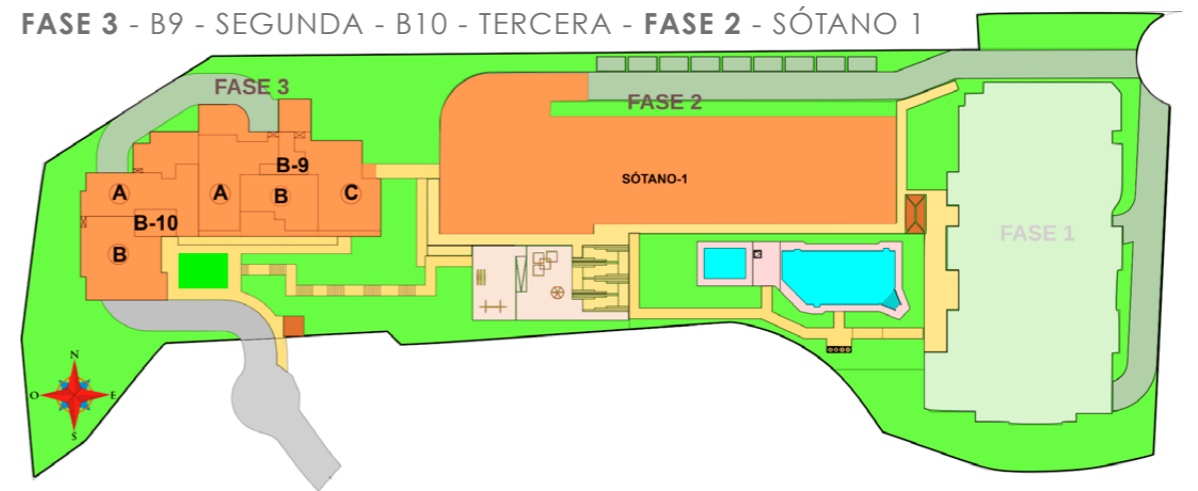 FASE 3 - B9 - SEGUNDA - B10 - TERCERA - FASE 2 - SÓTANO 1
FASE 3
FASE 2
B-9
A
A
B
C
SÓTANO-1
B-10
B
FASE 1
N
O
E
S